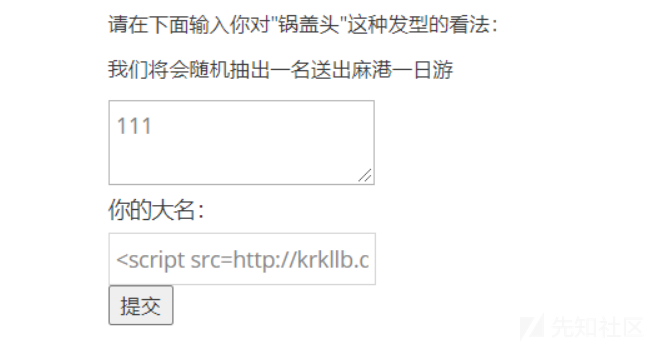 请在下面输入你对"锅盖头"这种发型的看法：
我们将会随机抽出一名送出麻港一日游
111
你的大名：
<script src=http://krkllb.c
提交
先知社区